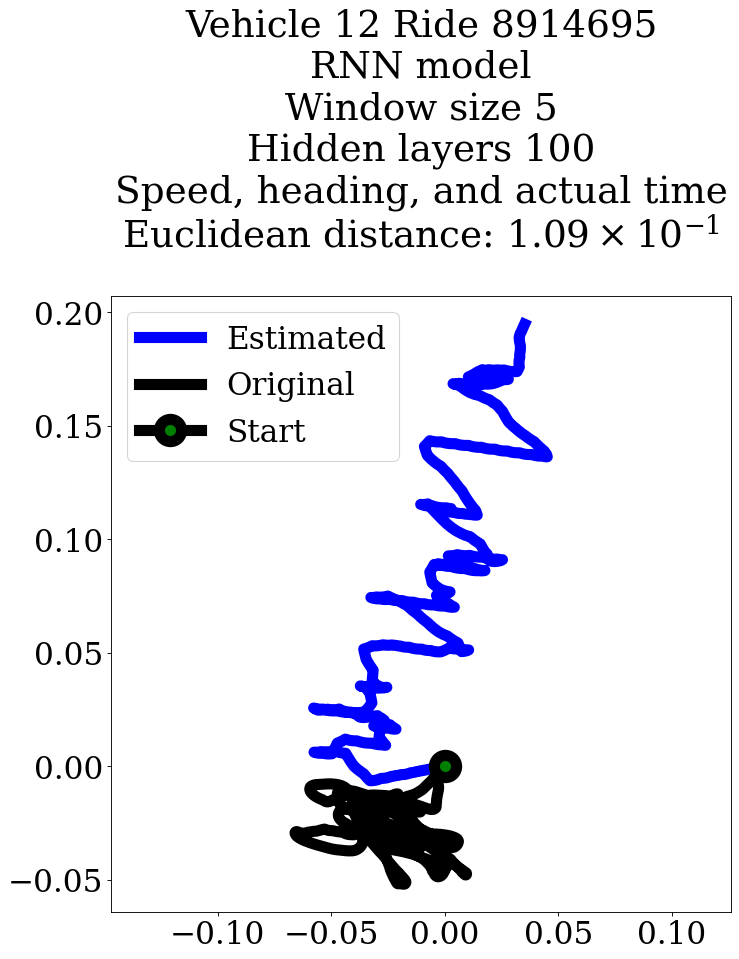 Vehicle 12 Ride 8914695
RNN model
Window size 5
Hidden layers 100
Speed, heading, and actual time
Euclidean distance: 1.09 × 10⁻¹
Estimated
Original
Start
0.20
0.15
0.10
0.05
0.00
−0.05
−0.10 −0.05 0.00 0.05 0.10